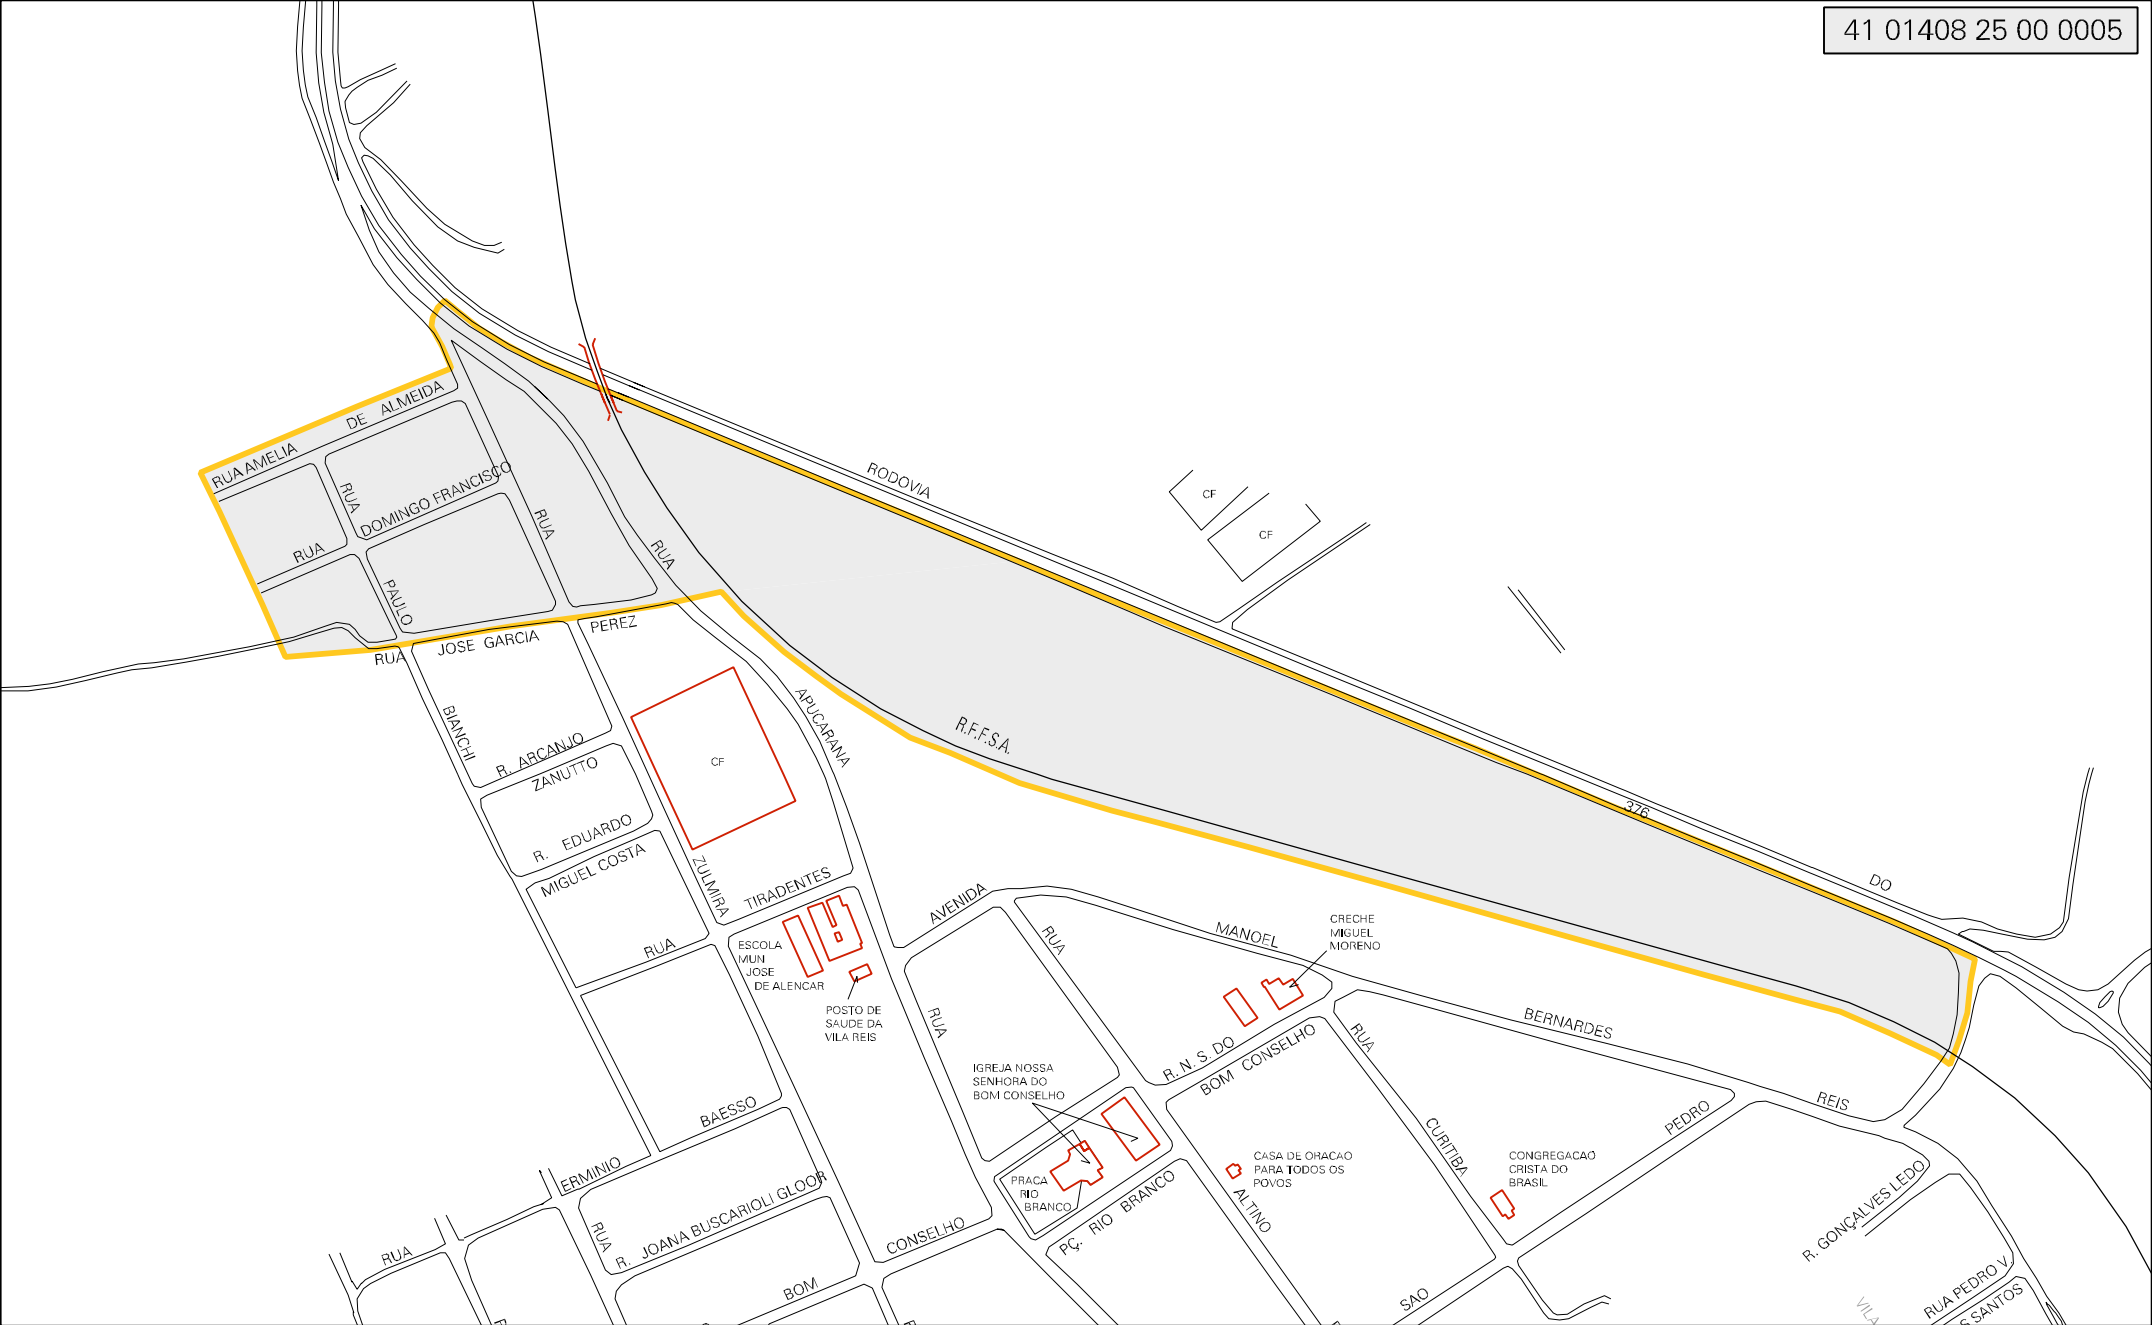 41 01408 25 00 0005
RUA AMELIA DE ALMEIDA
RUA DOMINGO FRANCISCO
RUA PAULO BIANCHI
RUA ZULMIRA
RUA APUCARANA
RODOVIA
376
DO
CF
CF
RUA JOSE GARCIA PEREZ
R.F.F.S.A.
R. ARCANJO
ZANUTTO
CF
R. EDUARDO
MIGUEL COSTA
RUA TIRADENTES
ESCOLA
MUN
JOSE
DE ALENCAR
POSTO DE
SAUDE DA
VILA REIS
AVENIDA MANOEL BERNARDES REIS
CRECHE
MIGUEL
MORENO
RUA
RUA
RUA CURITIBA
R. N. S. DO
BOM CONSELHO
IGREJA NOSSA
SENHORA DO
BOM CONSELHO
PRACA
RIO
BRANCO
PÇ. RIO BRANCO
ALTINO
CASA DE ORACAO
PARA TODOS OS
POVOS
CONGREGACAO
CRISTA DO
BRASIL
SAO PEDRO
RUA ERMINIO BAESSO
RUA
R. JOANA BUSCARIOLI GLOOR
BOM CONSELHO
R. GONÇALVES LEDO
RUA PEDRO V.
S SANTOS
VILA